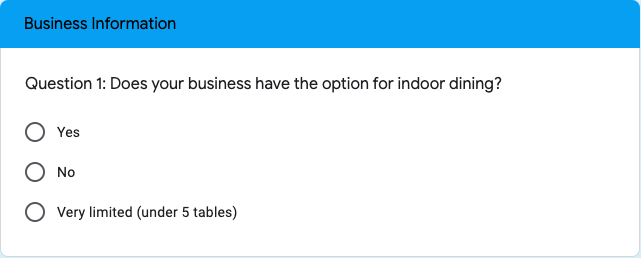 Business Information
Question 1: Does your business have the option for indoor dining?
Yes
No
Very limited (under 5 tables)